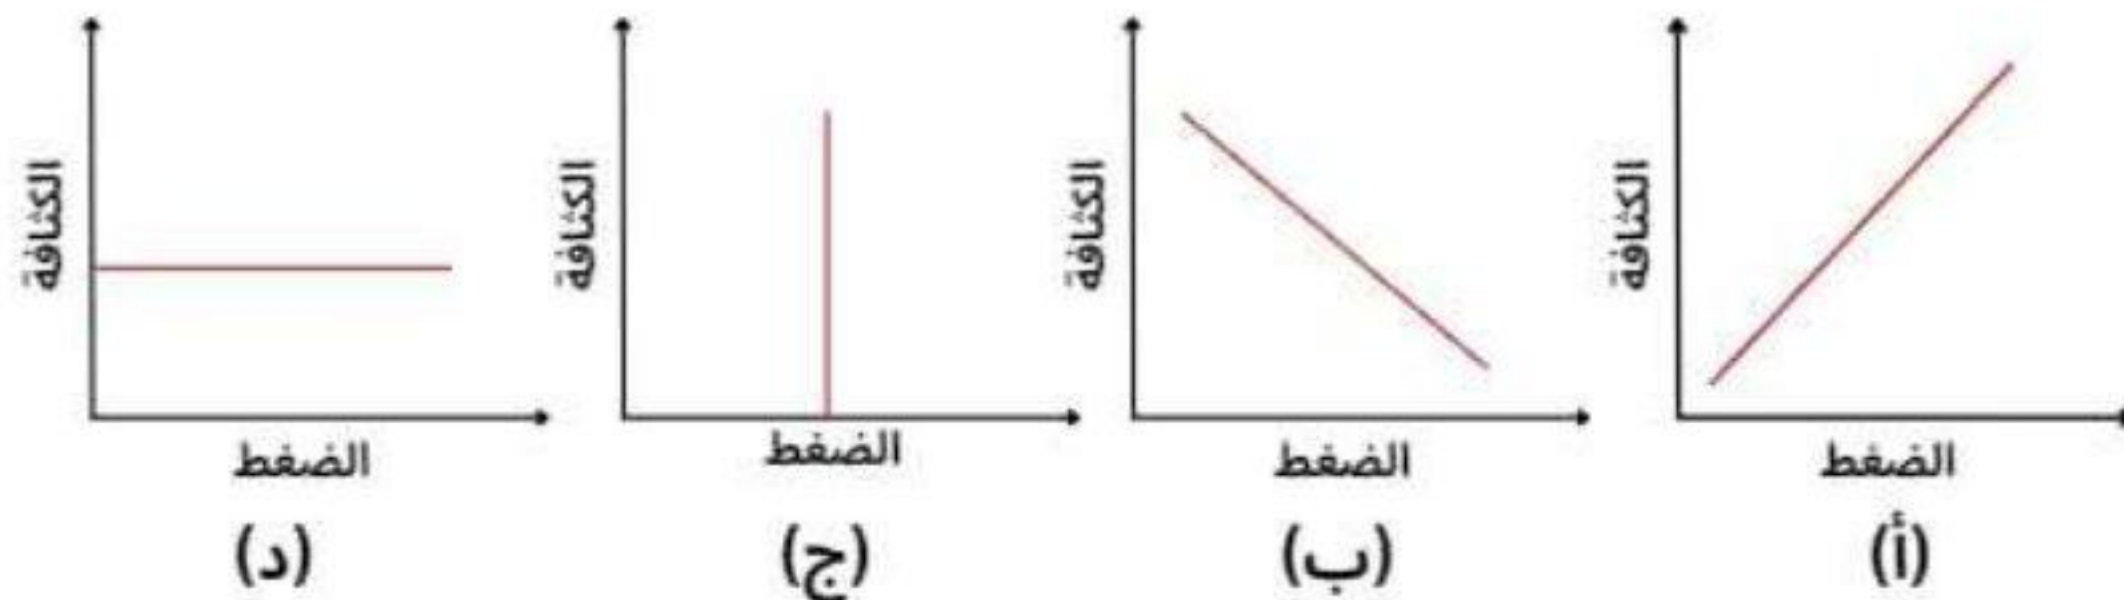 الكثافة
الضغط
(أ)
الكثافة
الضغط
(ب)
الكثافة
الضغط
(ج)
الكثافة
الضغط
(د)